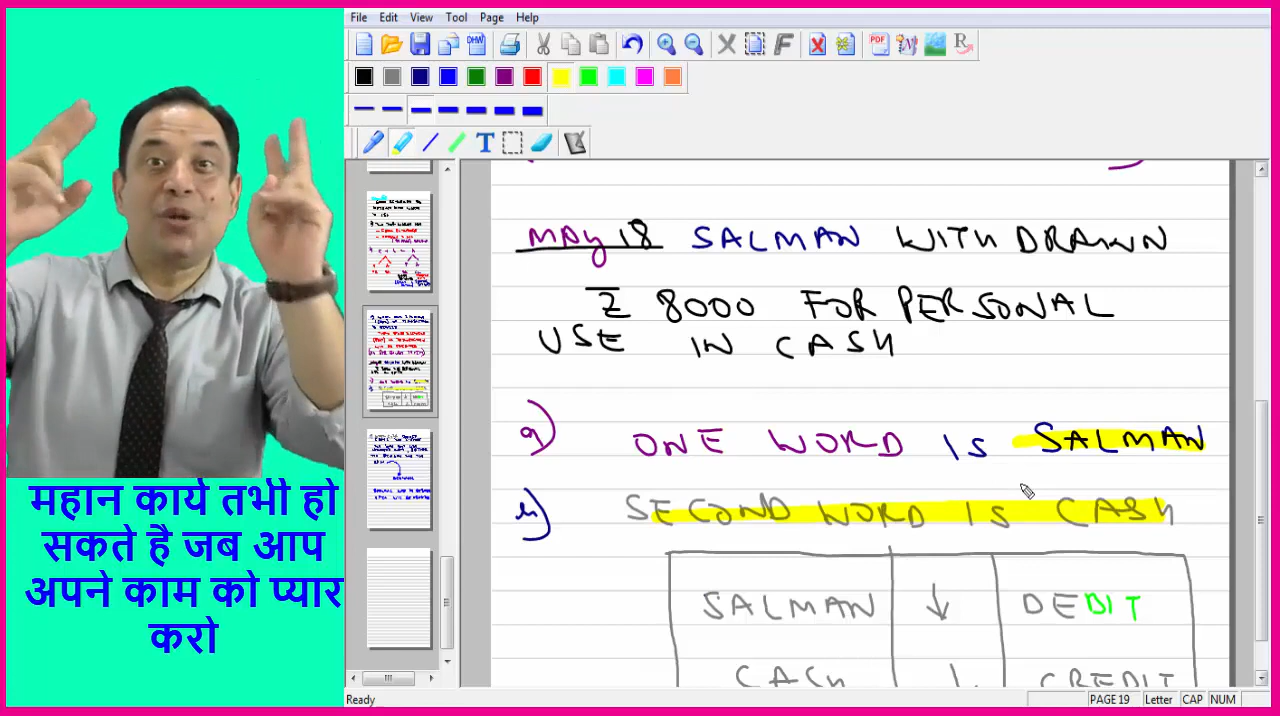 File Edit View Tool Page Help
MAY 18 SALMAN WITH DRAWN
₹ 8000 FOR PERSONAL
USE IN CASH
ONE WORD IS SALMAN
SECOND WORD IS CASH
SALMAN ↓ DEBIT
CASH ↓ CREDIT
महान कार्य तभी हो
सकते है जब आप
अपने काम को प्यार
करो
Ready PAGE 19 Letter CAP NUM